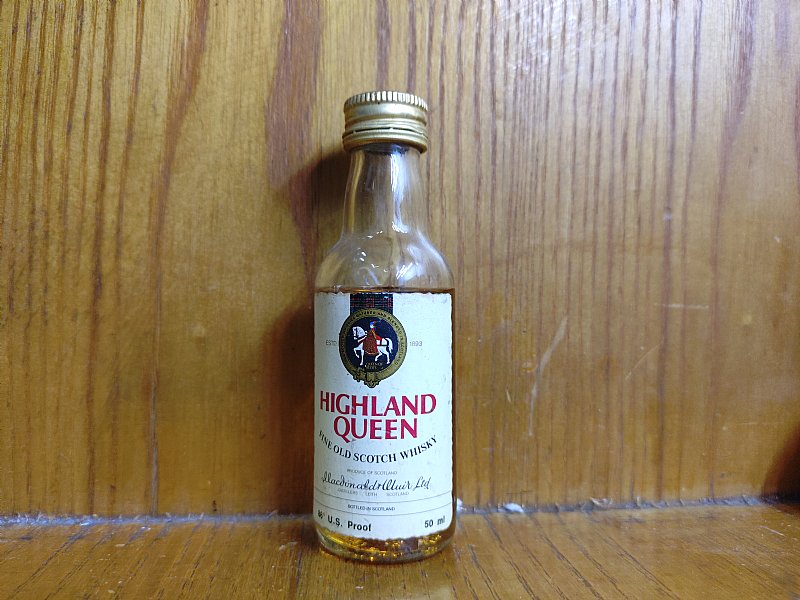 ESTD 1893
HIGHLAND
QUEEN
FINE OLD SCOTCH WHISKY
PRODUCE OF SCOTLAND
Macdonald & Muir Ltd
DISTILLERS LEITH SCOTLAND
BOTTLED IN SCOTLAND
86° U.S. Proof 50 ml